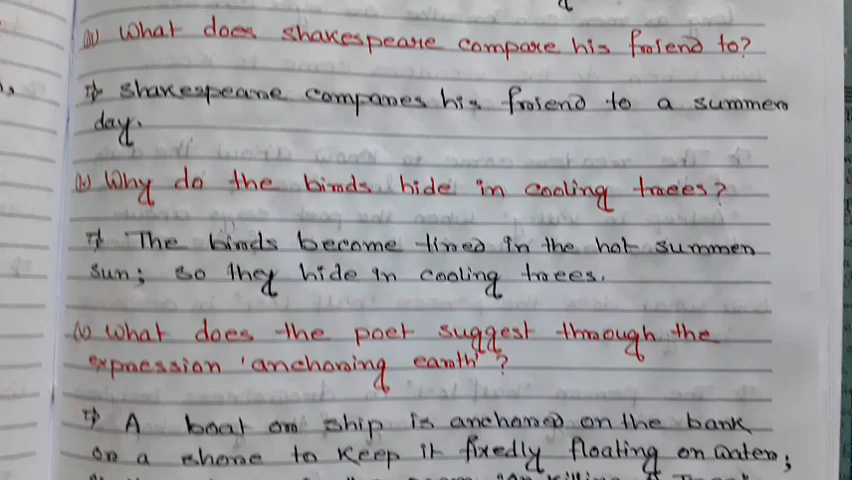 (iii) What does shakespeare compare his friend to?
⇒ Shakespeare compares his friend to a summer
day.
(iv) Why do the birds hide in cooling trees?
⇒ The birds become tired in the hot summer
sun; so they hide in cooling trees.
(v) What does the poet suggest through the
expression 'anchoring earth'?
⇒ A boat or ship is anchored on the bank
or a shore to keep it fixedly floating on water;